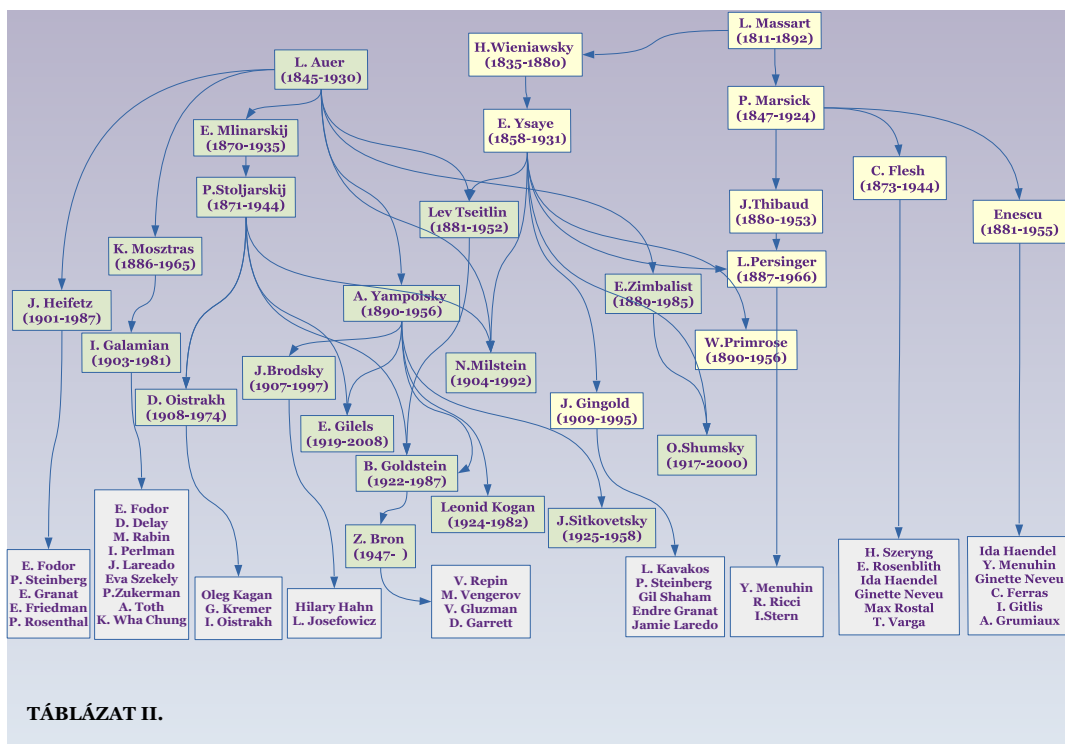 L. Massart
(1811-1892)
H.Wieniawsky
(1835-1880)
L. Auer
(1845-1930)
P. Marsick
(1847-1924)
E. Ysaye
(1858-1931)
E. Mlinarskij
(1870-1935)
C. Flesh
(1873-1944)
P.Stoljarskij
(1871-1944)
Lev Tseitlin
(1881-1952)
J.Thibaud
(1880-1953)
Enescu
(1881-1955)
K. Mosztras
(1886-1965)
L.Persinger
(1887-1966)
E.Zimbalist
(1889-1985)
J. Heifetz
(1901-1987)
A. Yampolsky
(1890-1956)
I. Galamian
(1903-1981)
W.Primrose
(1890-1956)
J.Brodsky
(1907-1997)
N.Milstein
(1904-1992)
D. Oistrakh
(1908-1974)
J. Gingold
(1909-1995)
E. Gilels
(1919-2008)
O.Shumsky
(1917-2000)
B. Goldstein
(1922-1987)
Leonid Kogan
(1924-1982)
J.Sitkovetsky
(1925-1958)
Z. Bron
(1947- )
E. Fodor
P. Steinberg
E. Granat
E. Friedman
P. Rosenthal
E. Fodor
D. Delay
M. Rabin
I. Perlman
J. Lareado
Eva Szekely
P.Zukerman
A. Toth
K. Wha Chung
Oleg Kagan
G. Kremer
I. Oistrakh
Hilary Hahn
L. Josefowicz
V. Repin
M. Vengerov
V. Gluzman
D. Garrett
L. Kavakos
P. Steinberg
Gil Shaham
Endre Granat
Jamie Laredo
Y. Menuhin
R. Ricci
I.Stern
H. Szeryng
E. Rosenblith
Ida Haendel
Ginette Neveu
Max Rostal
T. Varga
Ida Haendel
Y. Menuhin
Ginette Neveu
C. Ferras
I. Gitlis
A. Grumiaux
TÁBLÁZAT II.